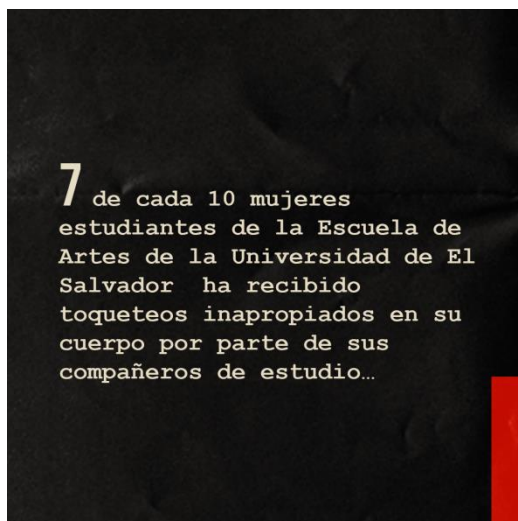 7 de cada 10 mujeres
estudiantes de la Escuela de
Artes de la Universidad de El
Salvador ha recibido
toqueteos inapropiados en su
cuerpo por parte de sus
compañeros de estudio…